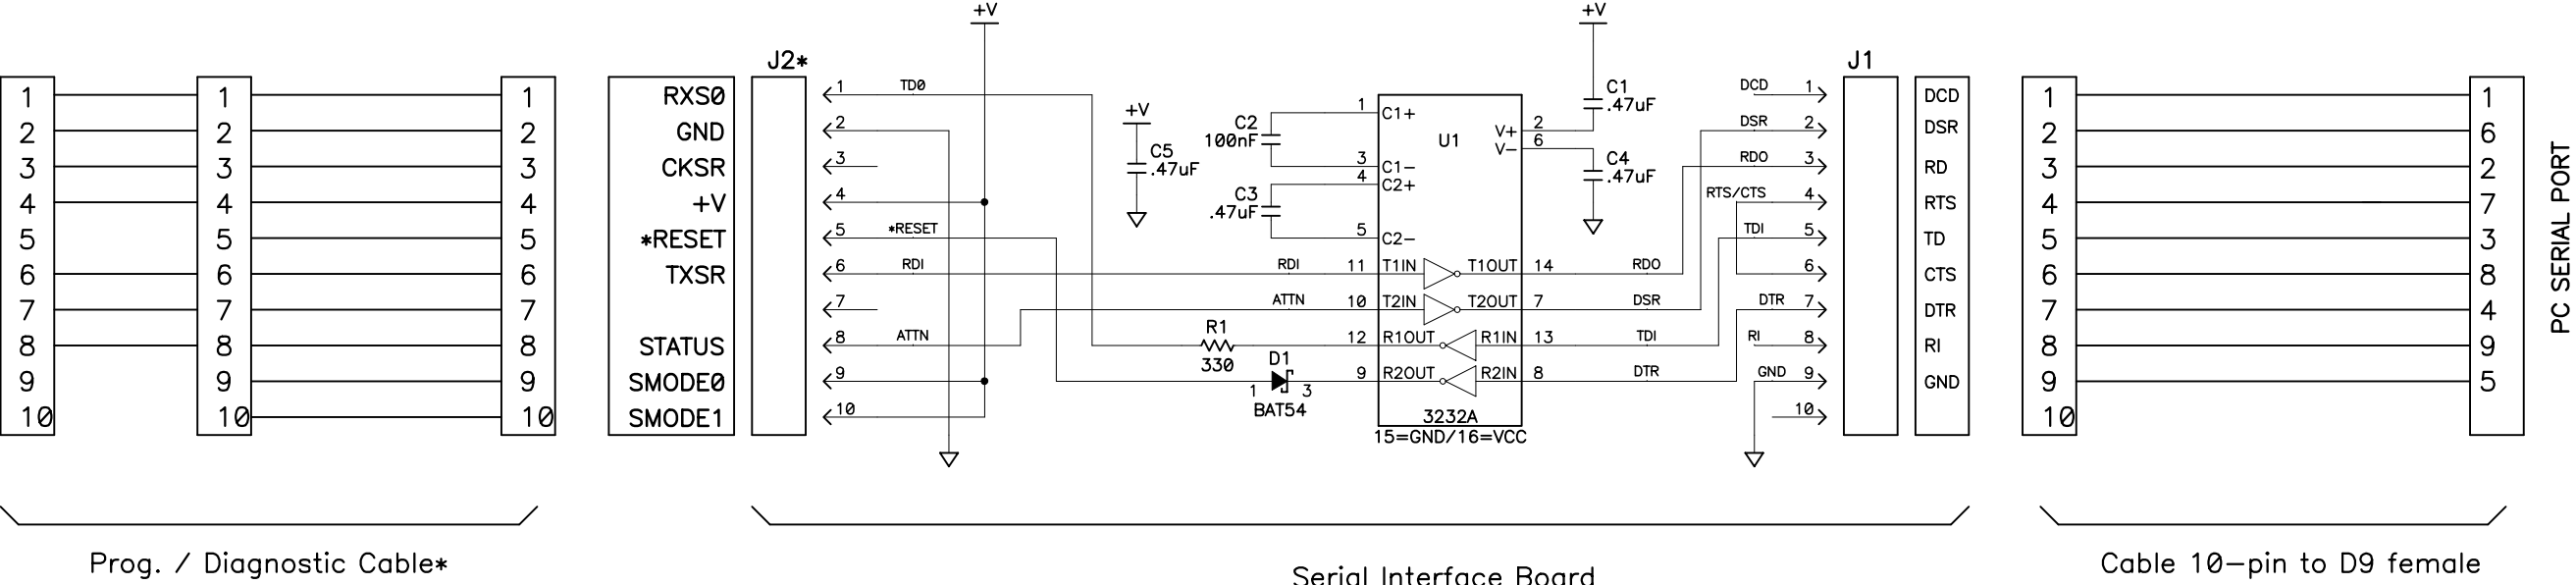 +V
+V
J2*
J1
1 1 1
2 2 2
3 3 3
4 4 4
5 5 5
6 6 6
7 7 7
8 8 8
9 9 9
10 10 10
RXS0
GND
CKSR
+V
*RESET
TXSR
STATUS
SMODE0
SMODE1
1 TD0
2
3
4
5 *RESET
6 RDI
7
8 ATTN
9
10
+V
C5
.47uF
C2
100nF
C3
.47uF
R1
330
D1
1 3
BAT54
RDI
ATTN
1 C1+
3 C1-
4 C2+
5 C2-
11 T1IN T1OUT 14
10 T2IN T2OUT 7
12 R1OUT R1IN 13
9 R2OUT R2IN 8
U1
V+ 2
V- 6
3232A
15=GND/16=VCC
C1
.47uF
C4
.47uF
RDO
DSR
TDI
DTR
DCD 1
DSR 2
RDO 3
RTS/CTS 4
TDI 5
6
DTR 7
RI 8
GND 9
10
DCD
DSR
RD
RTS
TD
CTS
DTR
RI
GND
1 1
2 6
3 2
4 7
5 3
6 8
7 4
8 9
9 5
10
PC SERIAL PORT
Prog. / Diagnostic Cable*
Serial Interface Board
Cable 10-pin to D9 female